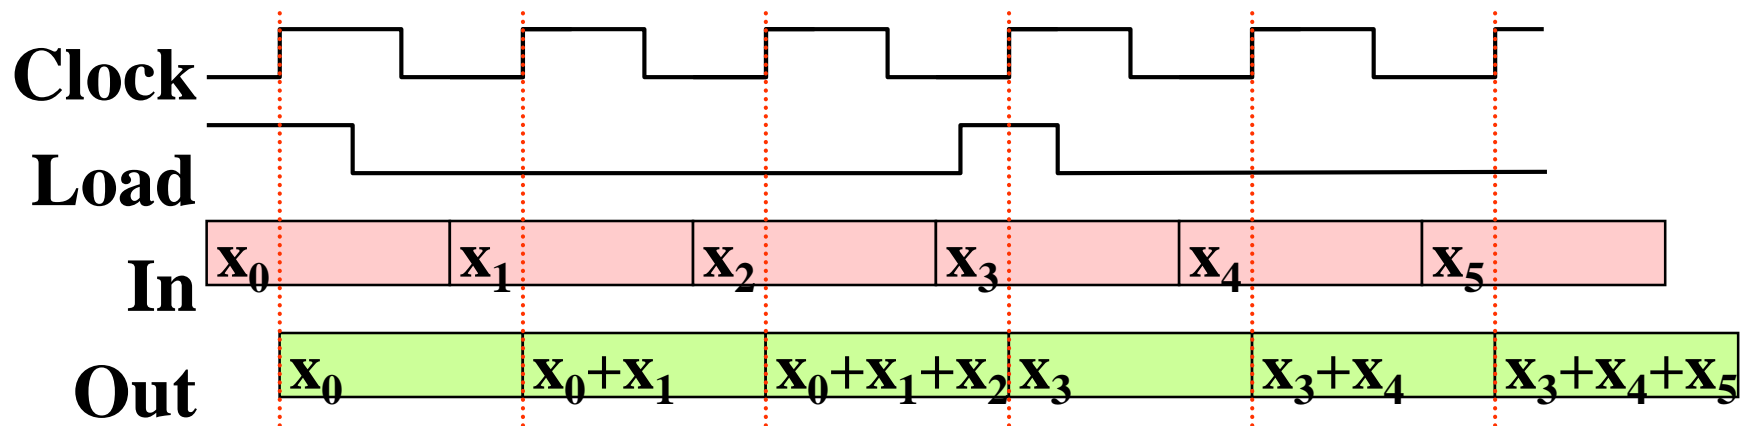 Clock
Load
In x₀ x₁ x₂ x₃ x₄ x₅
Out x₀ x₀+x₁ x₀+x₁+x₂ x₃ x₃+x₄ x₃+x₄+x₅